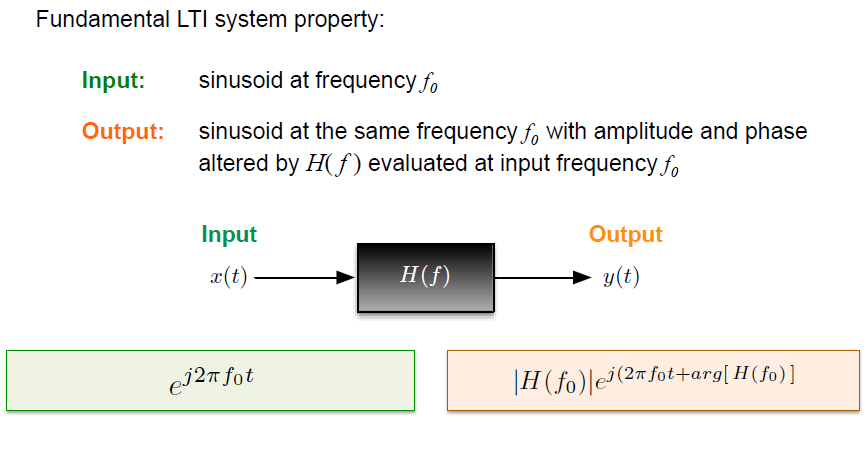 Fundamental LTI system property:
Input: sinusoid at frequency f₀
Output: sinusoid at the same frequency f₀ with amplitude and phase
altered by H(f) evaluated at input frequency f₀
Input Output
x(t) H(f) y(t)
e^{j2πf₀t} |H(f₀)|e^{j(2πf₀t+arg[H(f₀)]}